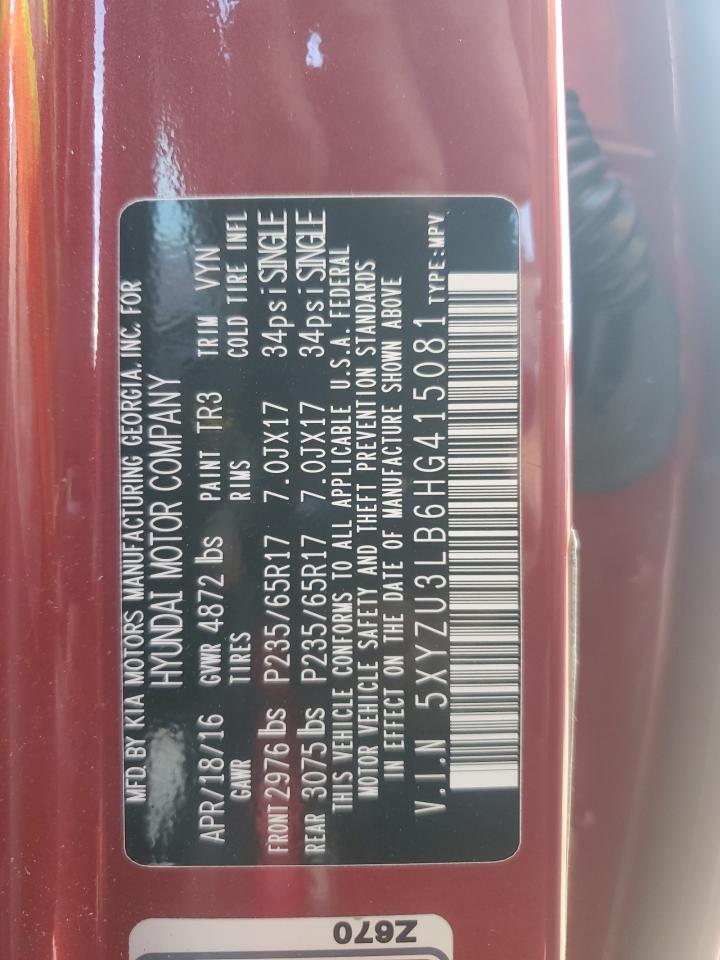 MFD. BY KIA MOTORS MANUFACTURING GEORGIA. INC. FOR
HYUNDAI MOTOR COMPANY
APR/18/16 GVWR 4872 lbs PAINT TR3 TRIM VYN
GAWR TIRES RIMS COLD TIRE INFL
FRONT 2976 lbs P235/65R17 7.0JX17 34psi SINGLE
REAR 3075 lbs P235/65R17 7.0JX17 34psi SINGLE
THIS VEHICLE CONFORMS TO ALL APPLICABLE U.S.A. FEDERAL
MOTOR VEHICLE SAFETY AND THEFT PREVENTION STANDARDS
IN EFFECT ON THE DATE OF MANUFACTURE SHOWN ABOVE
V.I.N 5XYZU3LB6HG415081 TYPE:MPV
Z670